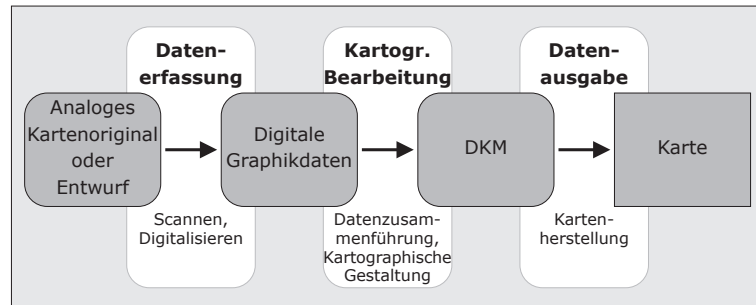 Daten-
erfassung
Kartogr.
Bearbeitung
Daten-
ausgabe
Analoges
Kartenoriginal
oder
Entwurf
Digitale
Graphikdaten
DKM
Karte
Scannen,
Digitalisieren
Datenzusam-
menführung,
Kartographische
Gestaltung
Karten-
herstellung